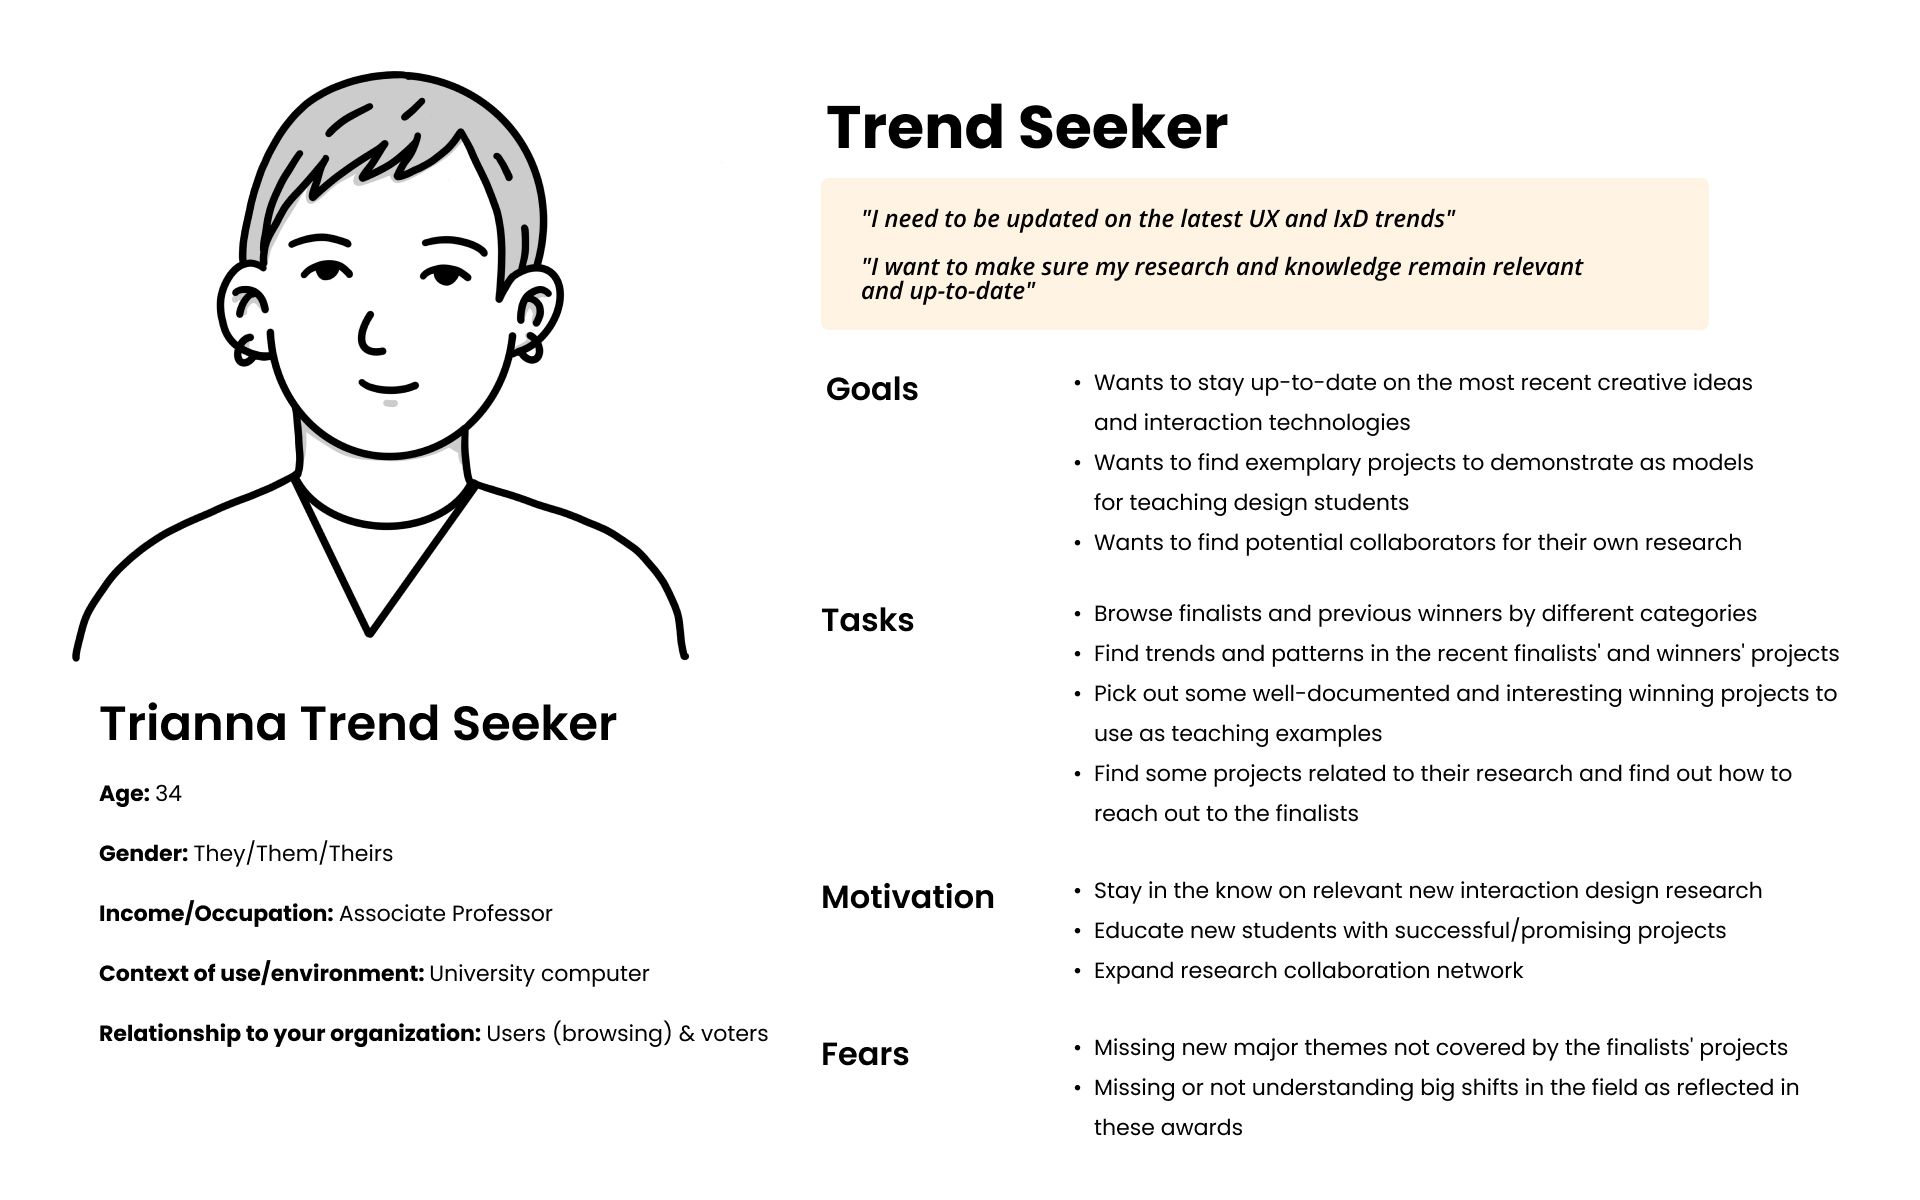 Trend Seeker
"I need to be updated on the latest UX and IxD trends"
"I want to make sure my research and knowledge remain relevant
and up-to-date"
Goals
• Wants to stay up-to-date on the most recent creative ideas
and interaction technologies
• Wants to find exemplary projects to demonstrate as models
for teaching design students
• Wants to find potential collaborators for their own research
Tasks
• Browse finalists and previous winners by different categories
• Find trends and patterns in the recent finalists' and winners' projects
• Pick out some well-documented and interesting winning projects to
use as teaching examples
• Find some projects related to their research and find out how to
reach out to the finalists
Motivation
• Stay in the know on relevant new interaction design research
• Educate new students with successful/promising projects
• Expand research collaboration network
Fears
• Missing new major themes not covered by the finalists' projects
• Missing or not understanding big shifts in the field as reflected in
these awards
Trianna Trend Seeker
Age: 34
Gender: They/Them/Theirs
Income/Occupation: Associate Professor
Context of use/environment: University computer
Relationship to your organization: Users (browsing) & voters